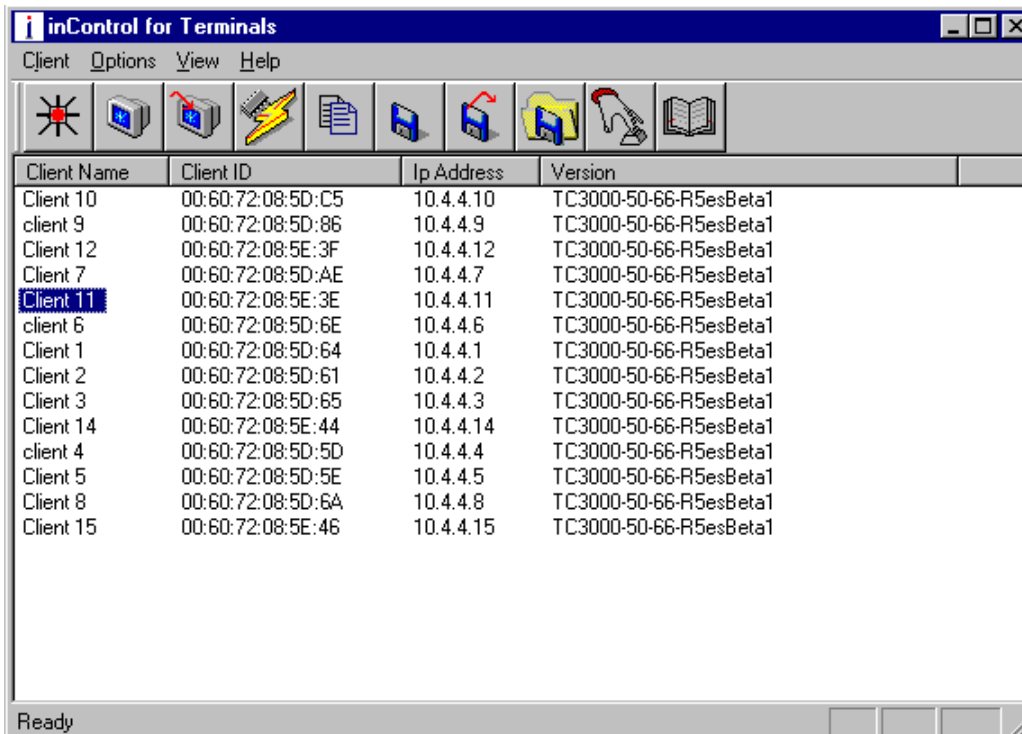 inControl for Terminals
Client Options View Help
Client Name Client ID Ip Address Version
Client 10 00:60:72:08:5D:C5 10.4.4.10 TC3000-50-66-R5esBeta1
client 9 00:60:72:08:5D:86 10.4.4.9 TC3000-50-66-R5esBeta1
Client 12 00:60:72:08:5E:3F 10.4.4.12 TC3000-50-66-R5esBeta1
Client 7 00:60:72:08:5D:AE 10.4.4.7 TC3000-50-66-R5esBeta1
Client 11 00:60:72:08:5E:3E 10.4.4.11 TC3000-50-66-R5esBeta1
client 6 00:60:72:08:5D:6E 10.4.4.6 TC3000-50-66-R5esBeta1
Client 1 00:60:72:08:5D:64 10.4.4.1 TC3000-50-66-R5esBeta1
Client 2 00:60:72:08:5D:61 10.4.4.2 TC3000-50-66-R5esBeta1
Client 3 00:60:72:08:5D:65 10.4.4.3 TC3000-50-66-R5esBeta1
Client 14 00:60:72:08:5E:44 10.4.4.14 TC3000-50-66-R5esBeta1
client 4 00:60:72:08:5D:5D 10.4.4.4 TC3000-50-66-R5esBeta1
Client 5 00:60:72:08:5D:5E 10.4.4.5 TC3000-50-66-R5esBeta1
Client 8 00:60:72:08:5D:6A 10.4.4.8 TC3000-50-66-R5esBeta1
Client 15 00:60:72:08:5E:46 10.4.4.15 TC3000-50-66-R5esBeta1
Ready